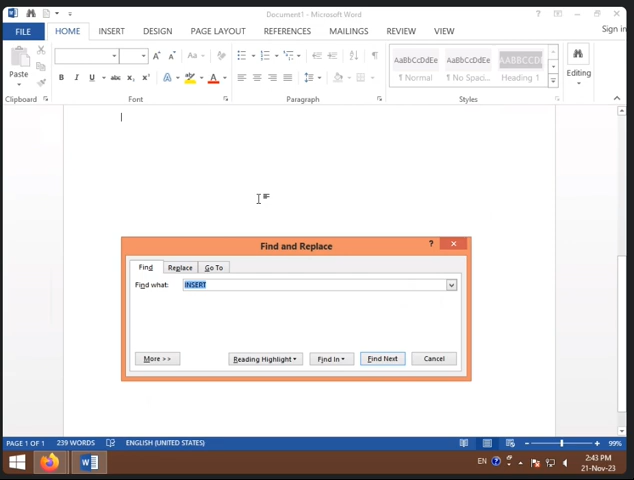 Document1 - Microsoft Word
Sign in
FILE HOME INSERT DESIGN PAGE LAYOUT REFERENCES MAILINGS REVIEW VIEW
Paste
AaBbCcDdEe AaBbCcDdEe AABBCCDI
¶ Normal ¶ No Spaci... Heading 1
Editing
Clipboard Font Paragraph Styles
Find and Replace
Find Replace Go To
Find what: INSERT
More >> Reading Highlight Find In Find Next Cancel
PAGE 1 OF 1 239 WORDS ENGLISH (UNITED STATES) 99%
EN 2:43 PM
21-Nov-23